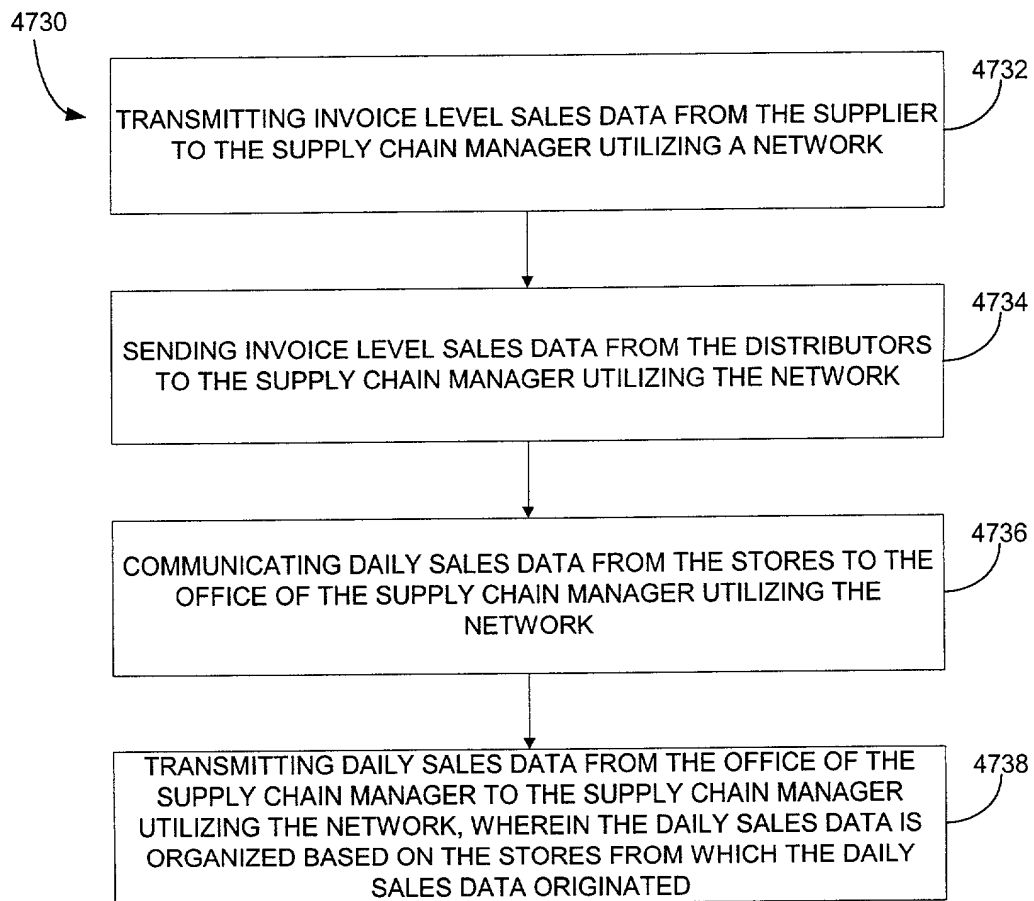 4730
4732
TRANSMITTING INVOICE LEVEL SALES DATA FROM THE SUPPLIER
TO THE SUPPLY CHAIN MANAGER UTILIZING A NETWORK
4734
SENDING INVOICE LEVEL SALES DATA FROM THE DISTRIBUTORS
TO THE SUPPLY CHAIN MANAGER UTILIZING THE NETWORK
4736
COMMUNICATING DAILY SALES DATA FROM THE STORES TO THE
OFFICE OF THE SUPPLY CHAIN MANAGER UTILIZING THE
NETWORK
4738
TRANSMITTING DAILY SALES DATA FROM THE OFFICE OF THE
SUPPLY CHAIN MANAGER TO THE SUPPLY CHAIN MANAGER
UTILIZING THE NETWORK, WHEREIN THE DAILY SALES DATA IS
ORGANIZED BASED ON THE STORES FROM WHICH THE DAILY
SALES DATA ORIGINATED